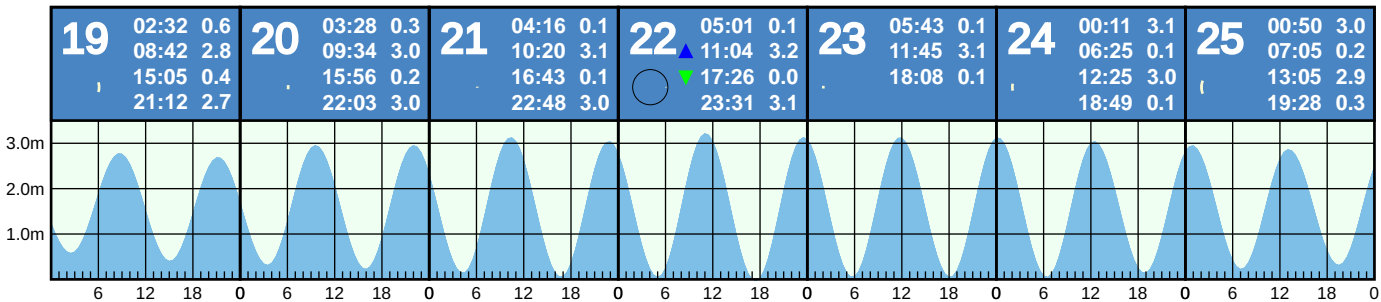 19 02:32 0.6 20 03:28 0.3 21 04:16 0.1 22 05:01 0.1 23 05:43 0.1 24 00:11 3.1 25 00:50 3.0
08:42 2.8 09:34 3.0 10:20 3.1 11:04 3.2 11:45 3.1 06:25 0.1 07:05 0.2
15:05 0.4 15:56 0.2 16:43 0.1 17:26 0.0 18:08 0.1 12:25 3.0 13:05 2.9
21:12 2.7 22:03 3.0 22:48 3.0 23:31 3.1 18:49 0.1 19:28 0.3
3.0m
2.0m
1.0m
6 12 18 0 6 12 18 0 6 12 18 0 6 12 18 0 6 12 18 0 6 12 18 0 6 12 18 0